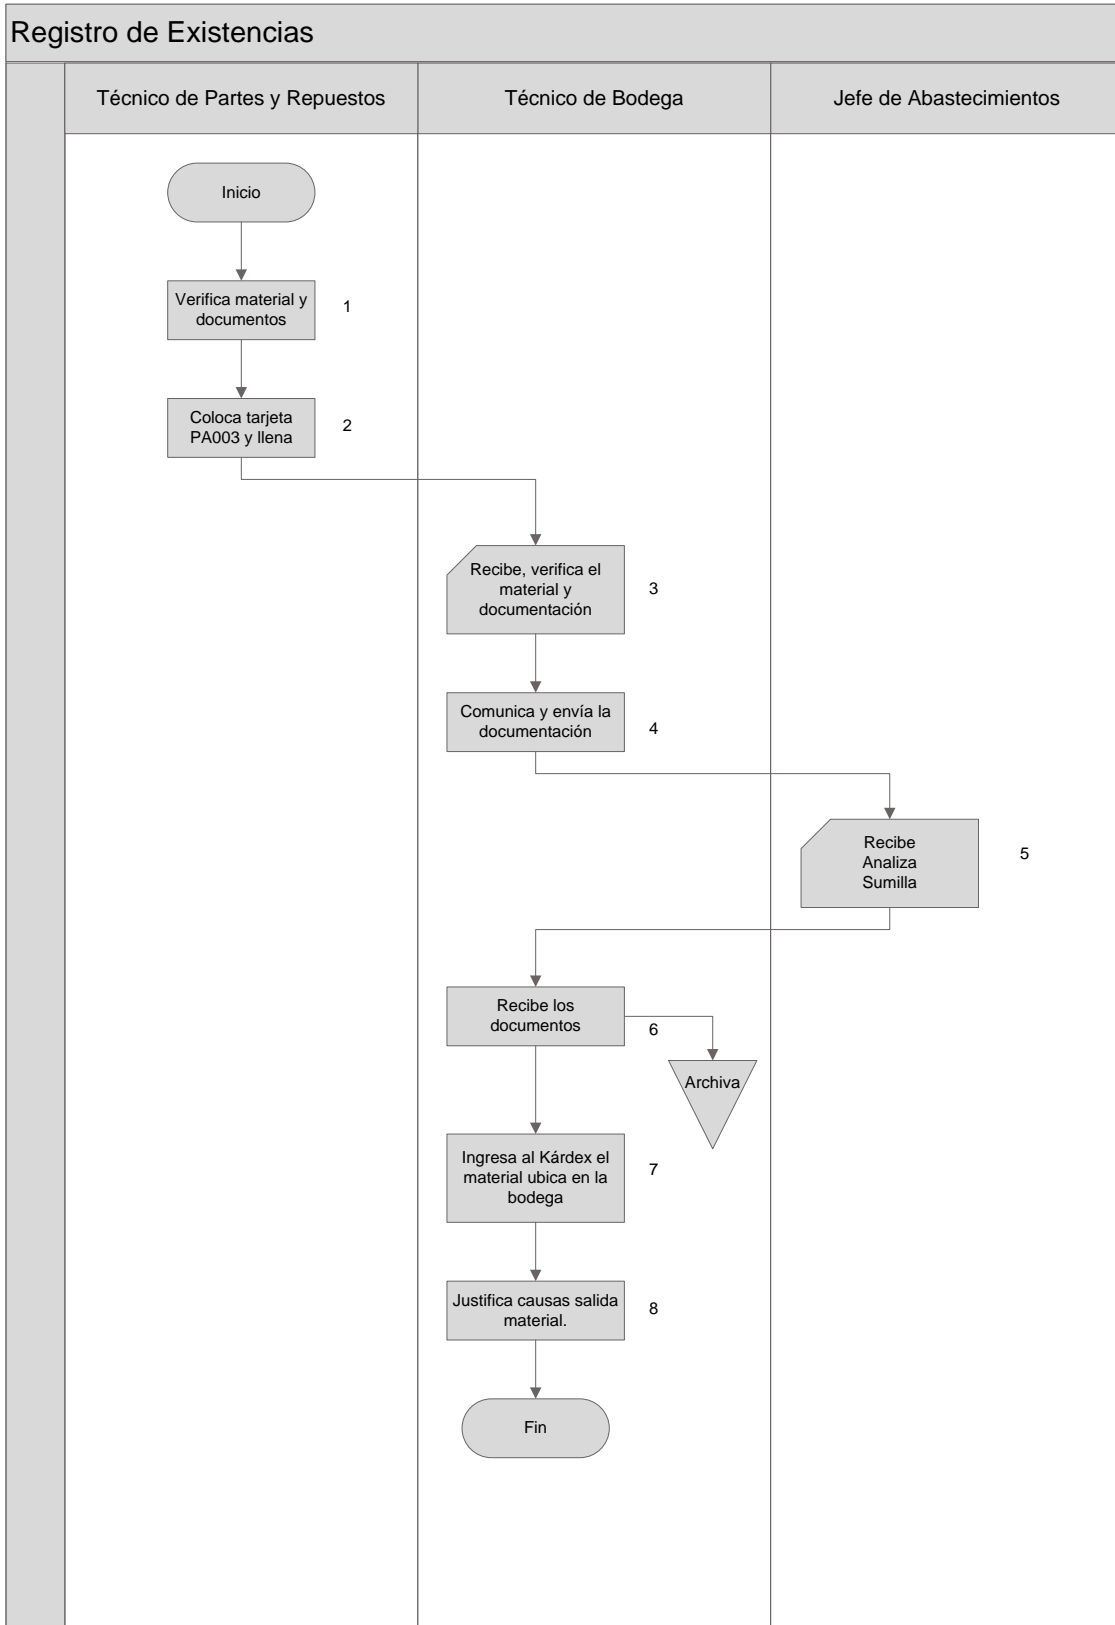 Registro de Existencias
Técnico de Partes y Repuestos
Técnico de Bodega
Jefe de Abastecimientos
Inicio
Verifica material y
documentos
1
Coloca tarjeta
PA003 y llena
2
Recibe, verifica el
material y
documentación
3
Comunica y envía la
documentación
4
Recibe
Analiza
Sumilla
5
Recibe los
documentos
6
Archiva
Ingresa al Kárdex el
material ubica en la
bodega
7
Justifica causas salida
material.
8
Fin